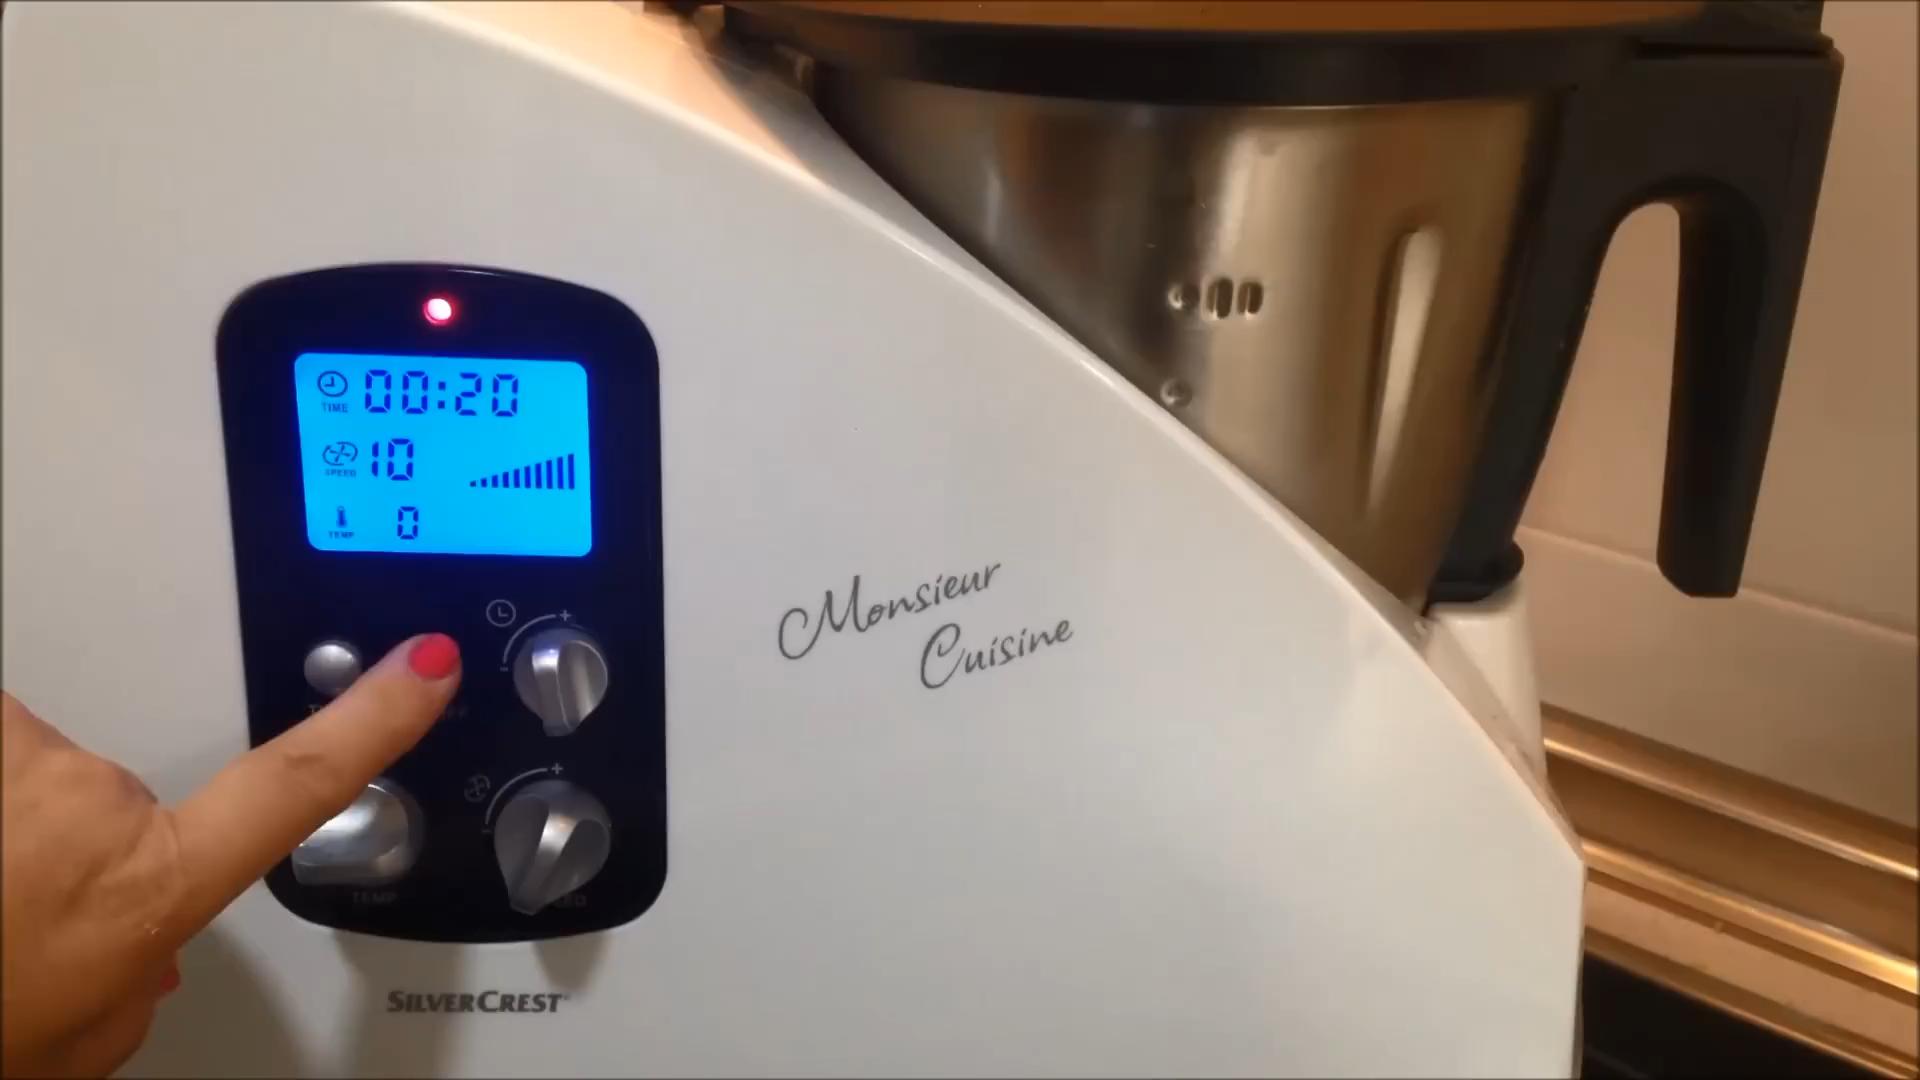 TIME 00:20
SPEED 10
TEMP 0
Monsieur
Cuisine
TEMP
SILVERCREST